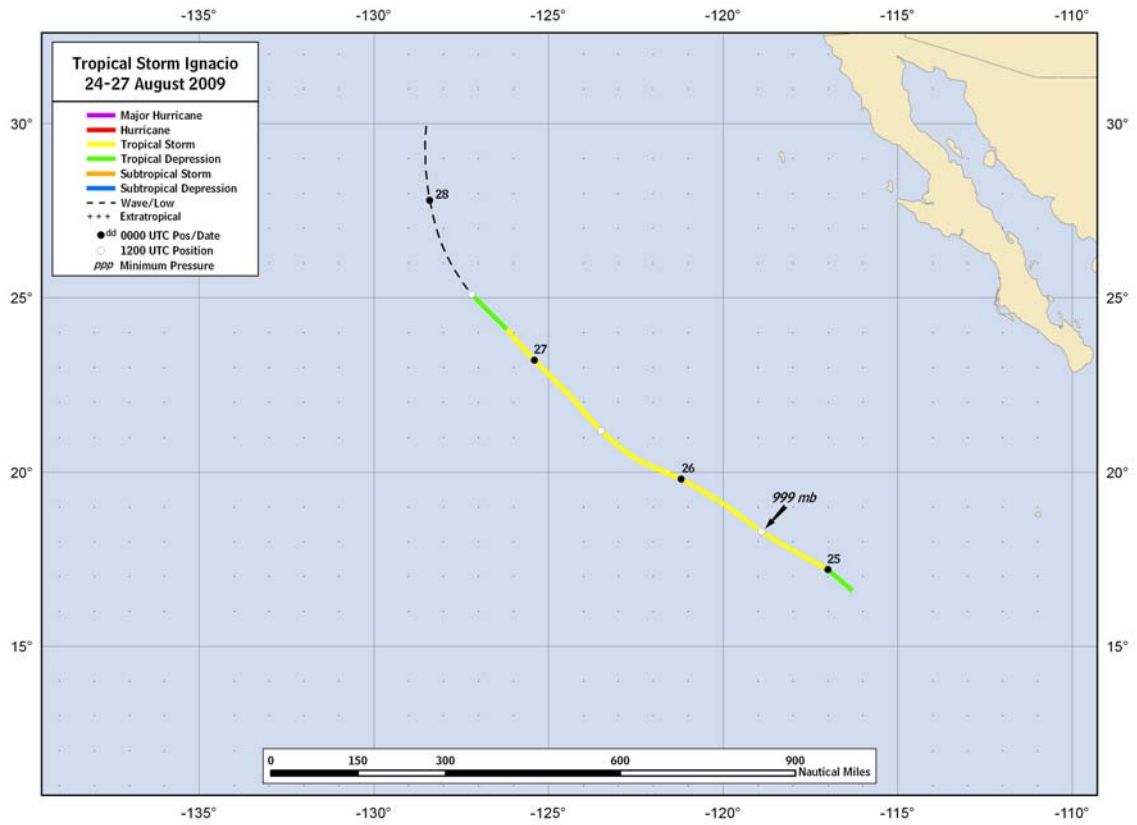 -135° -130° -125° -120° -115° -110°
Tropical Storm Ignacio
24-27 August 2009
Major Hurricane
Hurricane
Tropical Storm
Tropical Depression
Subtropical Storm
Subtropical Depression
Wave/Low
Extratropical
dd 0000 UTC Pos/Date
1200 UTC Position
ppp Minimum Pressure
30° 30°
28
25° 25°
27
20° 26 20°
999 mb
25
15° 15°
0 150 300 600 900
Nautical Miles
-135° -130° -125° -120° -115° -110°